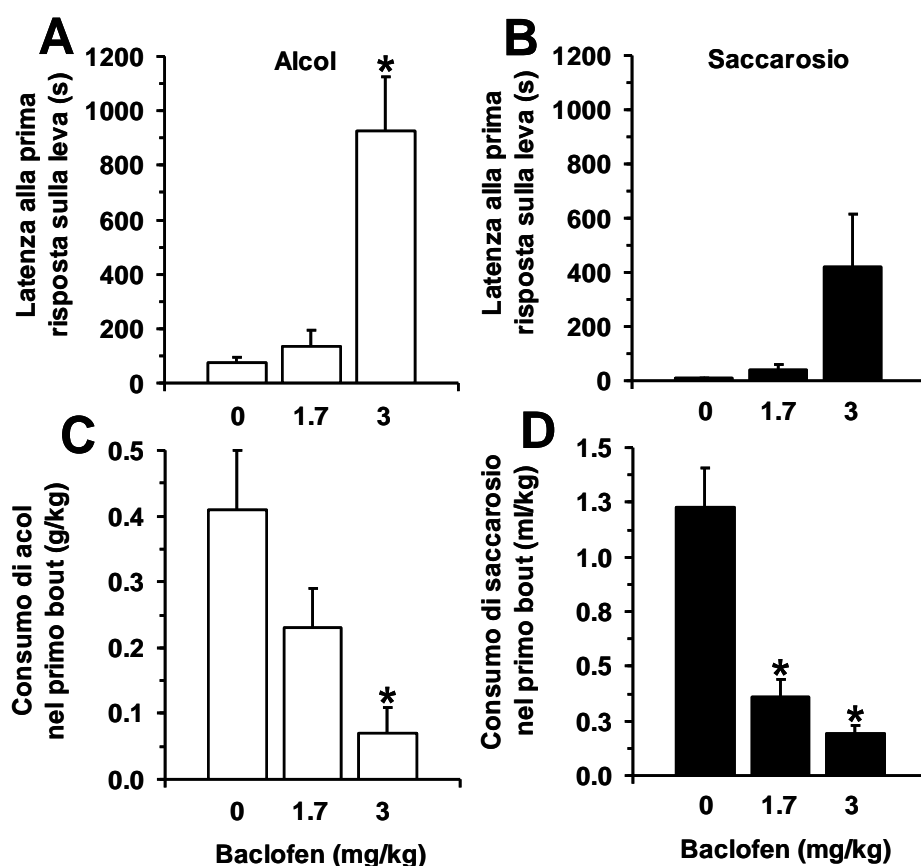 A
Alcol
Latenza alla prima
risposta sulla leva (s)
1200
1000
800
600
400
200
0
*
0 1.7 3
B
Saccarosio
Latenza alla prima
risposta sulla leva (s)
1200
1000
800
600
400
200
0
0 1.7 3
C
Consumo di acol
nel primo bout (g/kg)
0.5
0.4
0.3
0.2
0.1
0.0
*
0 1.7 3
Baclofen (mg/kg)
D
Consumo di saccarosio
nel primo bout (ml/kg)
1.5
1.3
1.0
0.8
0.5
0.3
0.0
*
*
0 1.7 3
Baclofen (mg/kg)